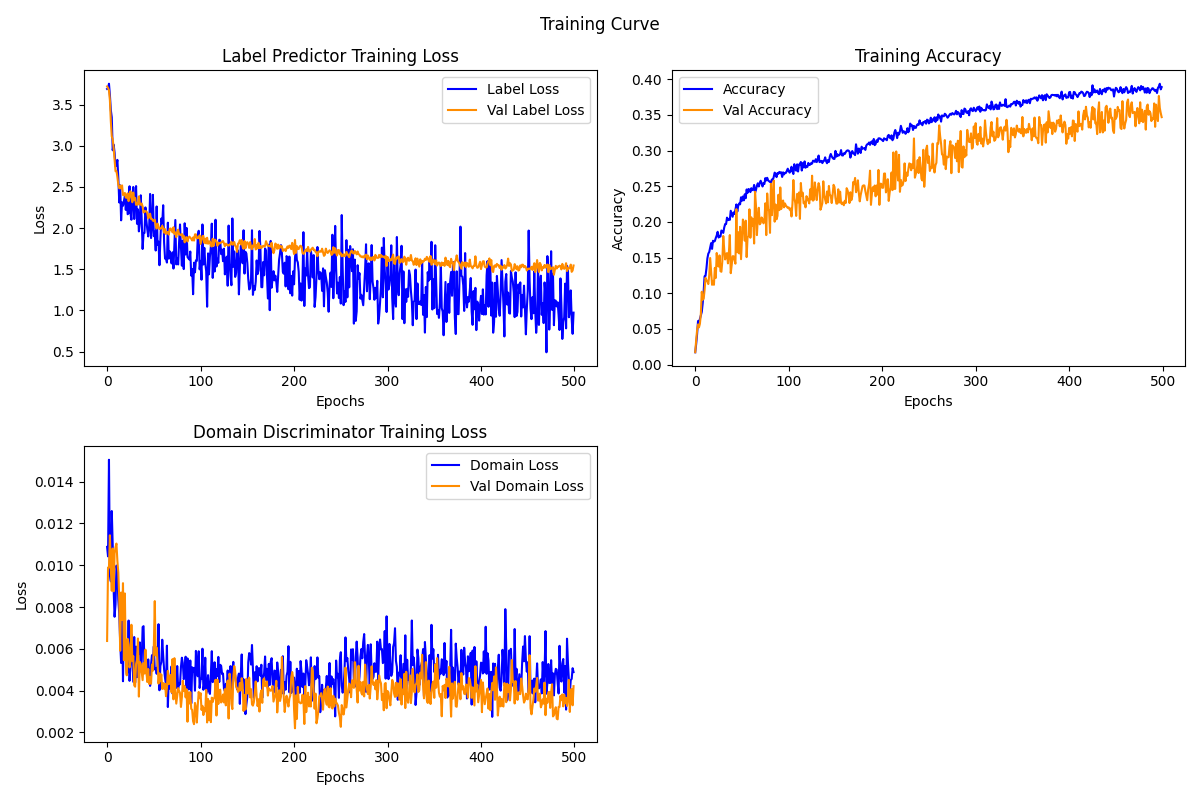 Training Curve
Label Predictor Training Loss
Loss
3.5
3.0
2.5
2.0
1.5
1.0
0.5
Label Loss
Val Label Loss
0 100 200 300 400 500
Epochs
Training Accuracy
Accuracy
0.40
0.35
0.30
0.25
0.20
0.15
0.10
0.05
0.00
Accuracy
Val Accuracy
0 100 200 300 400 500
Epochs
Domain Discriminator Training Loss
Loss
0.014
0.012
0.010
0.008
0.006
0.004
0.002
Domain Loss
Val Domain Loss
0 100 200 300 400 500
Epochs